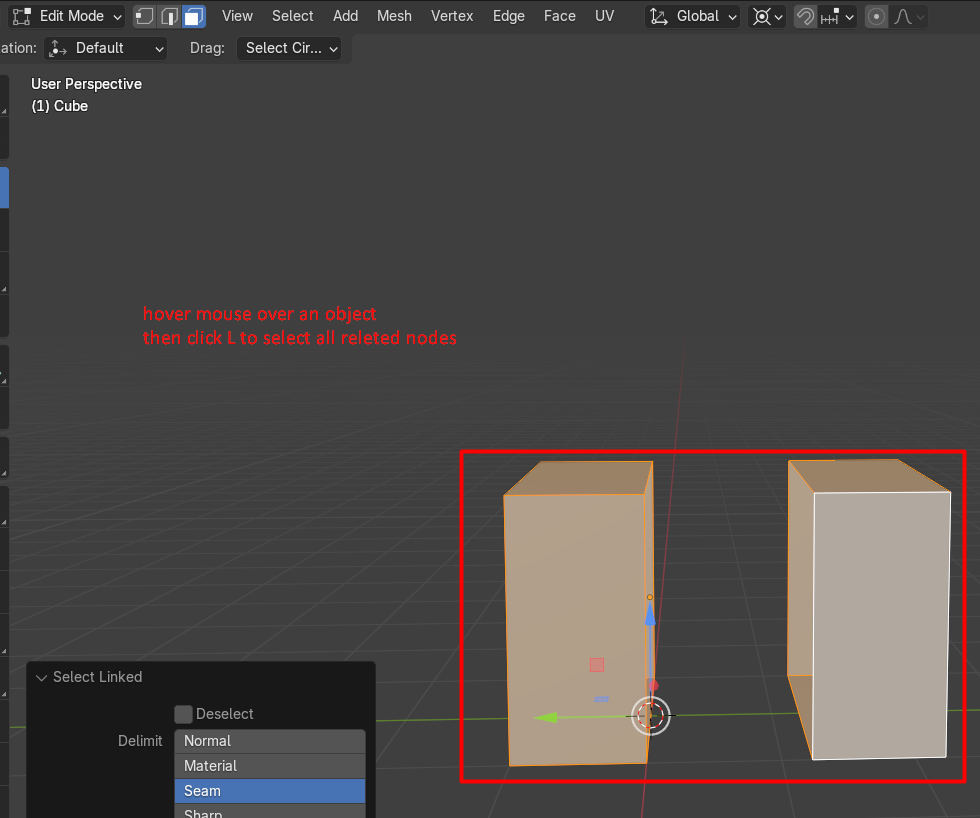 Edit Mode View Select Add Mesh Vertex Edge Face UV Global
ation: Default Drag: Select Cir...
User Perspective
(1) Cube
hover mouse over an object
then click L to select all releted nodes
Select Linked
Deselect
Delimit Normal
Material
Seam
Sharp